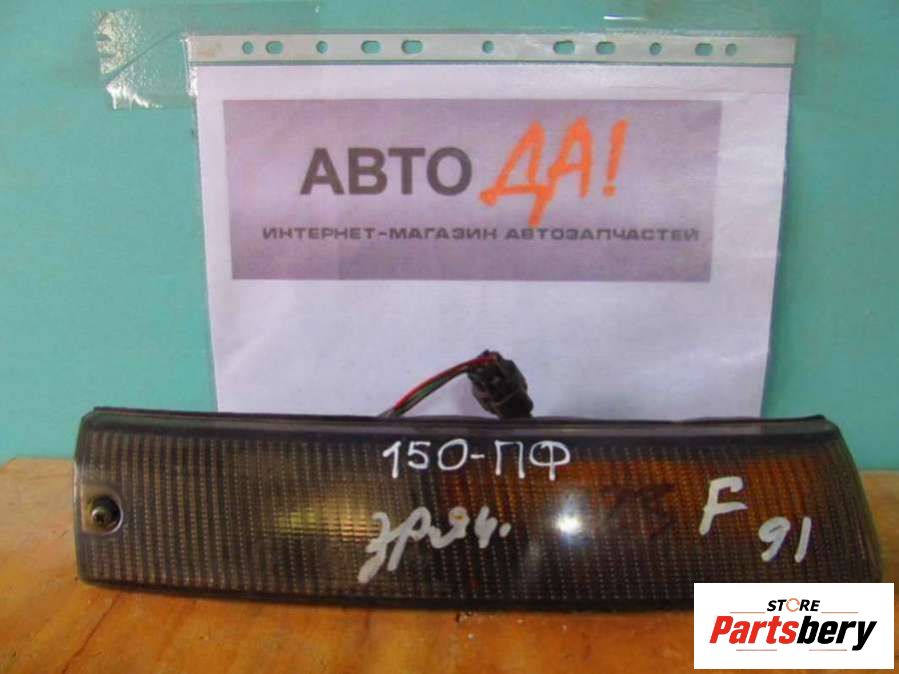 АВТО ДА!
ИНТЕРНЕТ-МАГАЗИН АВТОЗАПЧАСТЕЙ
150-ПФ
F
91
STORE
Partsbery